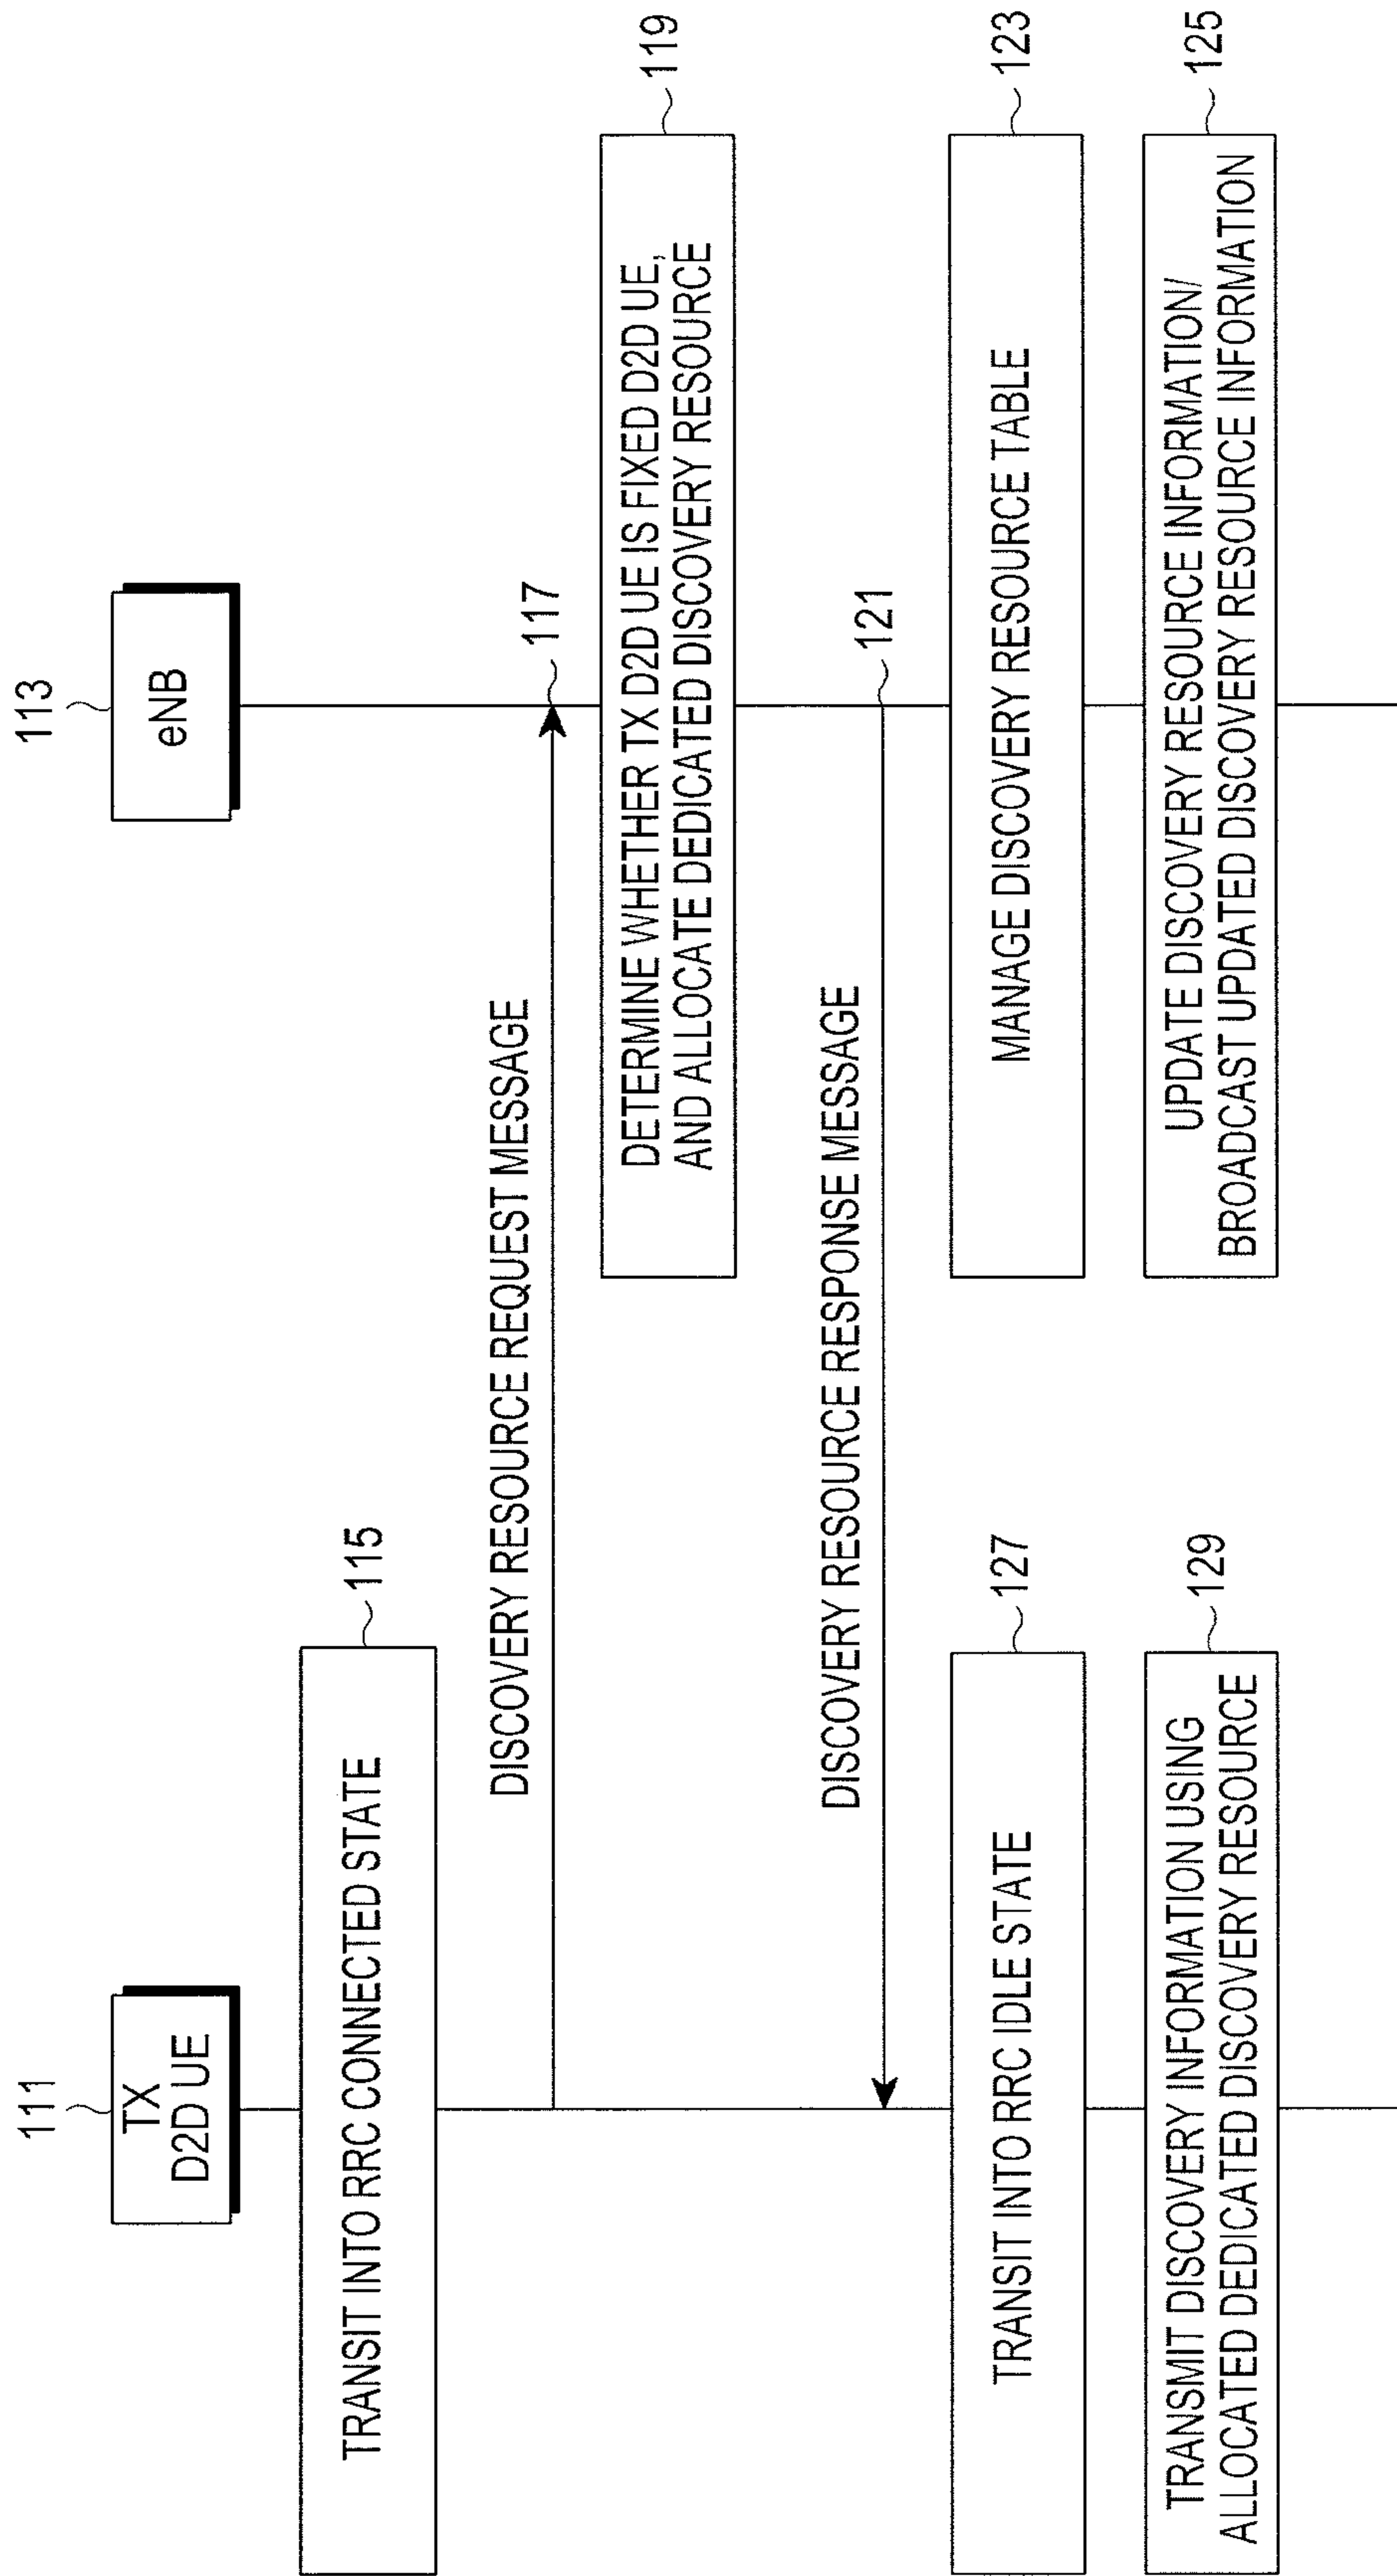 111
TX
D2D UE
113
eNB
TRANSIT INTO RRC CONNECTED STATE
115
DISCOVERY RESOURCE REQUEST MESSAGE
117
DETERMINE WHETHER TX D2D UE IS FIXED D2D UE,
AND ALLOCATE DEDICATED DISCOVERY RESOURCE
119
DISCOVERY RESOURCE RESPONSE MESSAGE
121
TRANSIT INTO RRC IDLE STATE
127
MANAGE DISCOVERY RESOURCE TABLE
123
TRANSMIT DISCOVERY INFORMATION USING
ALLOCATED DEDICATED DISCOVERY RESOURCE
129
UPDATE DISCOVERY RESOURCE INFORMATION/
BROADCAST UPDATED DISCOVERY RESOURCE INFORMATION
125